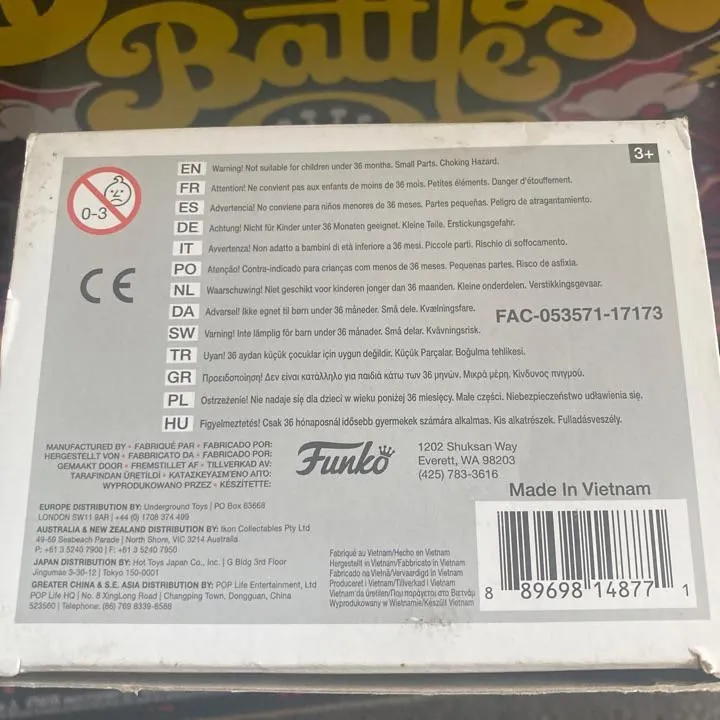 Battles
3+
0-3
CE
EN Warning! Not suitable for children under 36 months. Small Parts. Choking Hazard.
FR Attention! Ne convient pas aux enfants de moins de 36 mois. Petites éléments. Danger d'étouffement.
ES Advertencia! No conviene para niños menores de 36 meses. Partes pequeñas. Peligro de atragantamiento.
DE Achtung! Nicht für Kinder unter 36 Monaten geeignet. Kleine Teile. Erstickungsgefahr.
IT Avvertenza! Non adatto a bambini di età inferiore a 36 mesi. Piccole parti. Rischio di soffocamento.
PO Atenção! Contra-indicado para crianças com menos de 36 meses. Pequenas partes. Risco de asfixia.
NL Waarschuwing! Niet geschikt voor kinderen jonger dan 36 maanden. Kleine onderdelen. Verstikkingsgevaar.
DA Advarsel! Ikke egnet til børn under 36 måneder. Små dele. Kvælningsfare.
FAC-053571-17173
SW Varning! Inte lämplig för barn under 36 månader. Små delar. Kvävningsrisk.
TR Uyarı! 36 aydan küçük çocuklar için uygun değildir. Küçük Parçalar. Boğulma tehlikesi.
GR Προειδοποίηση! Δεν είναι κατάλληλο για παιδιά κάτω των 36 μηνών. Μικρά μέρη. Κίνδυνος πνιγμού.
PL Ostrzeżenie! Nie nadaje się dla dzieci w wieku poniżej 36 miesięcy. Małe części. Niebezpieczeństwo udławienia się.
HU Figyelmeztetés! Csak 36 hónaposnál idősebb gyermekek számára alkalmas. Kis alkatrészek. Fulladásveszély.
MANUFACTURED BY • FABRIQUÉ PAR • FABRICADO POR:
HERGESTELLT VON • FABBRICATO DA • FABRICADO POR:
GEMAAKT DOOR • FREMSTILLET AF • TILLVERKAD AV:
TARAFINDAN ÜRETİLDİ • ΚΑΤΑΣΚΕΥΑΣΜΕΝΟ ΑΠΌ:
WYPRODUKOWANO PRZEZ • KÉSZÍTETTE:
Funko
1202 Shuksan Way
Everett, WA 98203
(425) 783-3616
Made In Vietnam
EUROPE DISTRIBUTION BY: Underground Toys | PO BOX 63668
LONDON SW11 9AR | +44 (0) 1708 374 499
AUSTRALIA & NEW ZEALAND DISTRIBUTION BY: Ikon Collectables Pty Ltd
49-59 Seabeach Parade | North Shore, VIC 3214 Australia
P: +61 3 5240 7900 | F: +61 3 5240 7950
JAPAN DISTRIBUTION BY: Hot Toys Japan Co., Inc. | G Bldg 3rd Floor
Jingumae 3-30-12 | Tokyo 150-0001
GREATER CHINA & S.E. ASIA DISTRIBUTION BY: POP Life Entertainment, Ltd
POP Life HQ | No. 8 XingLong Road | Changping Town, Dongguan, China
523560 | Telephone: (86) 769 8339-8588
Fabriqué au Vietnam/Hecho en Vietnam
Hergestellt in Vietnam/Fabbricato in Vietnam
Fabricado na Vietnã/Vervaardigd in Vietnam
Produceret i Vietnam/Tillverkad i Vietnam
Vietnam'da üretilen/Που παράγεται στο Βιετνάμ
Wyprodukowany w Wietnamie/Készült Vietnam
8 89698 14877 1